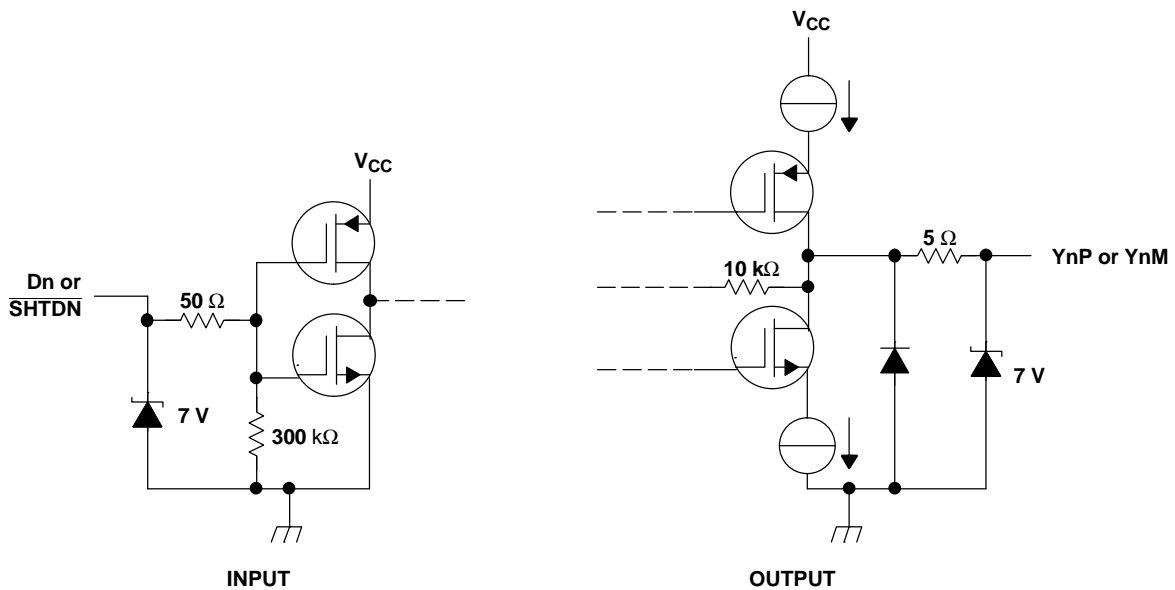 VCC
Dn or
SHTDN
50 Ω
7 V
300 kΩ
INPUT
VCC
5 Ω
YnP or YnM
10 kΩ
7 V
OUTPUT